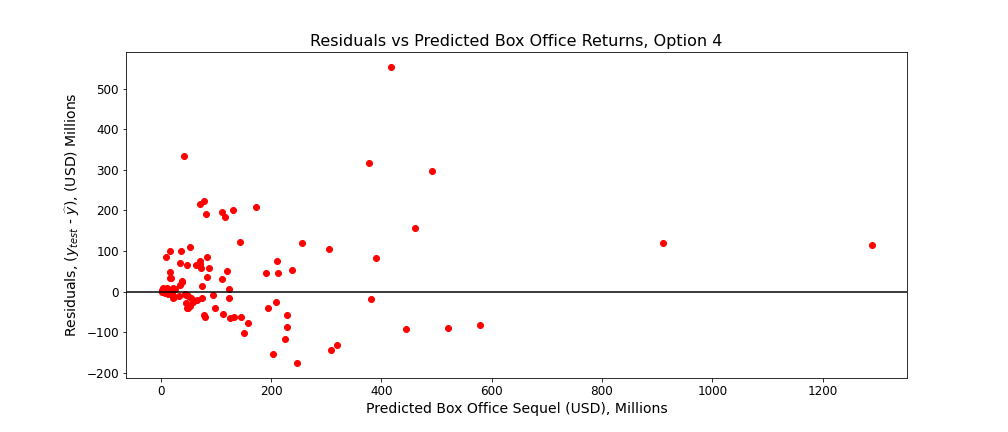 Residuals vs Predicted Box Office Returns, Option 4
Residuals, (y_test - ŷ), (USD) Millions
500
400
300
200
100
0
−100
−200
0 200 400 600 800 1000 1200
Predicted Box Office Sequel (USD), Millions